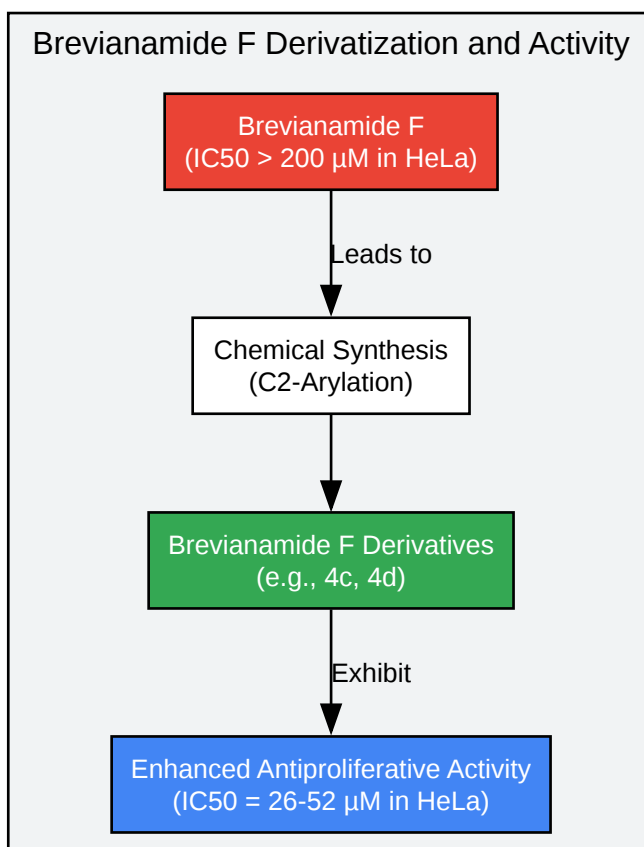 Brevianamide F Derivatization and Activity
Brevianamide F
(IC50 > 200 µM in HeLa)
Leads to
Chemical Synthesis
(C2-Arylation)
Brevianamide F Derivatives
(e.g., 4c, 4d)
Exhibit
Enhanced Antiproliferative Activity
(IC50 = 26-52 µM in HeLa)